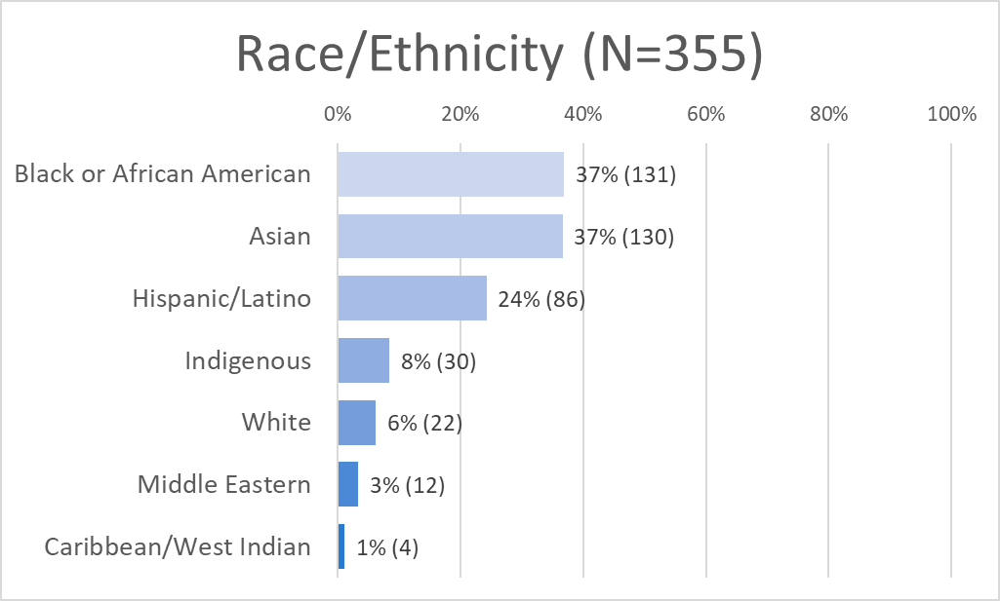 Race/Ethnicity (N=355)
0% 20% 40% 60% 80% 100%
Black or African American 37% (131)
Asian 37% (130)
Hispanic/Latino 24% (86)
Indigenous 8% (30)
White 6% (22)
Middle Eastern 3% (12)
Caribbean/West Indian 1% (4)